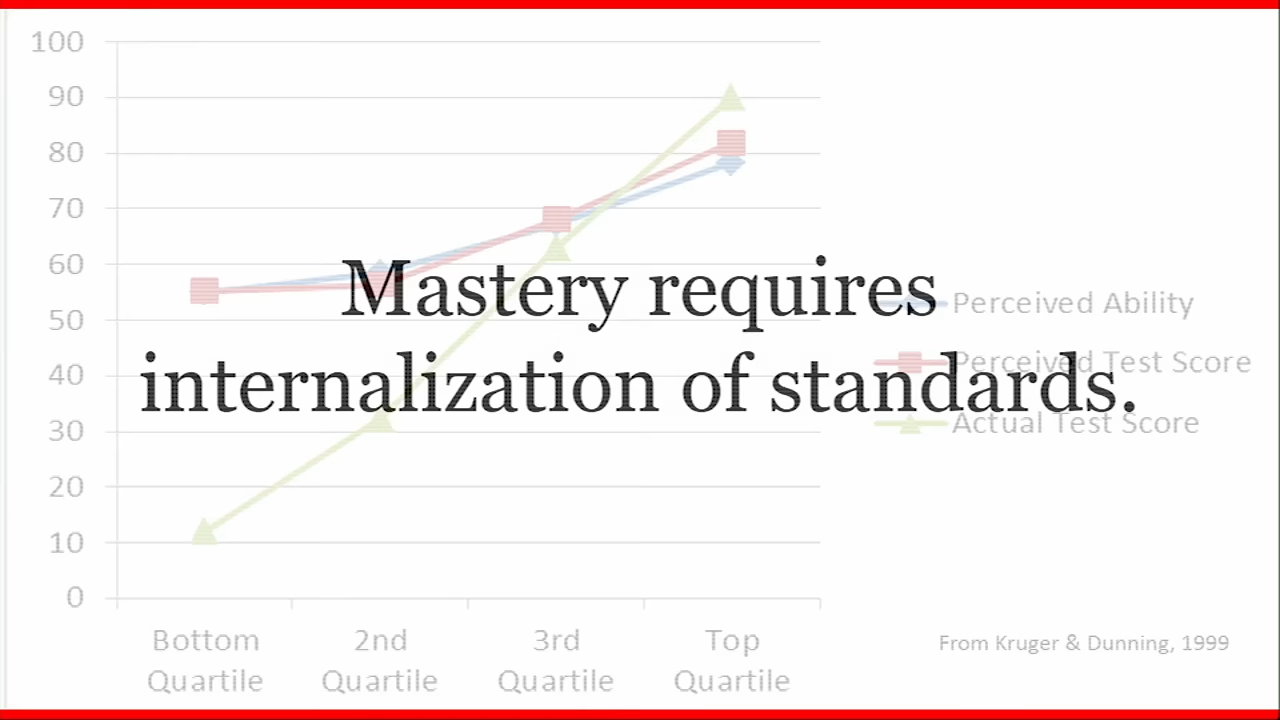 Mastery requires
internalization of standards.
100
90
80
70
60
50
40
30
20
10
0
Bottom Quartile
2nd Quartile
3rd Quartile
Top Quartile
Perceived Ability
Perceived Test Score
Actual Test Score
From Kruger & Dunning, 1999